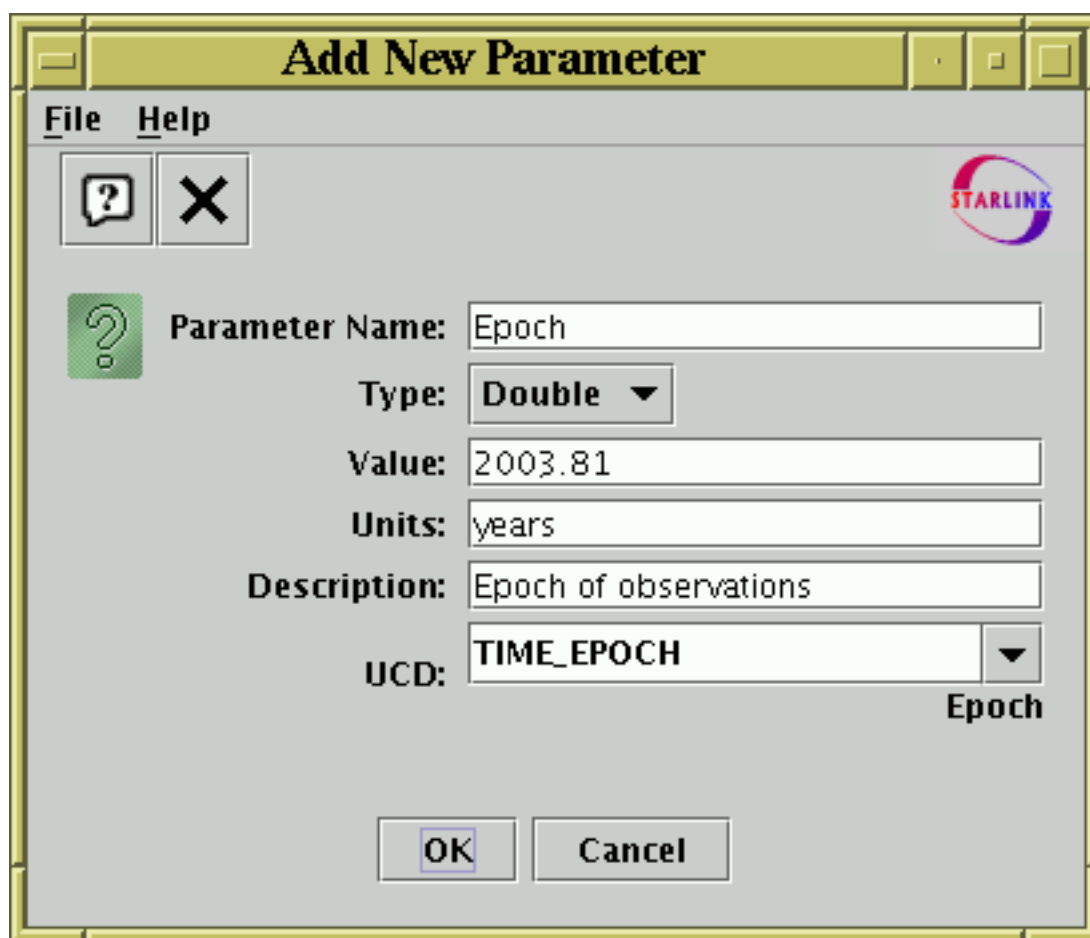 Add New Parameter
File Help
STARLINK
Parameter Name: Epoch
Type: Double
Value: 2003.81
Units: years
Description: Epoch of observations
UCD: TIME_EPOCH
Epoch
OK Cancel